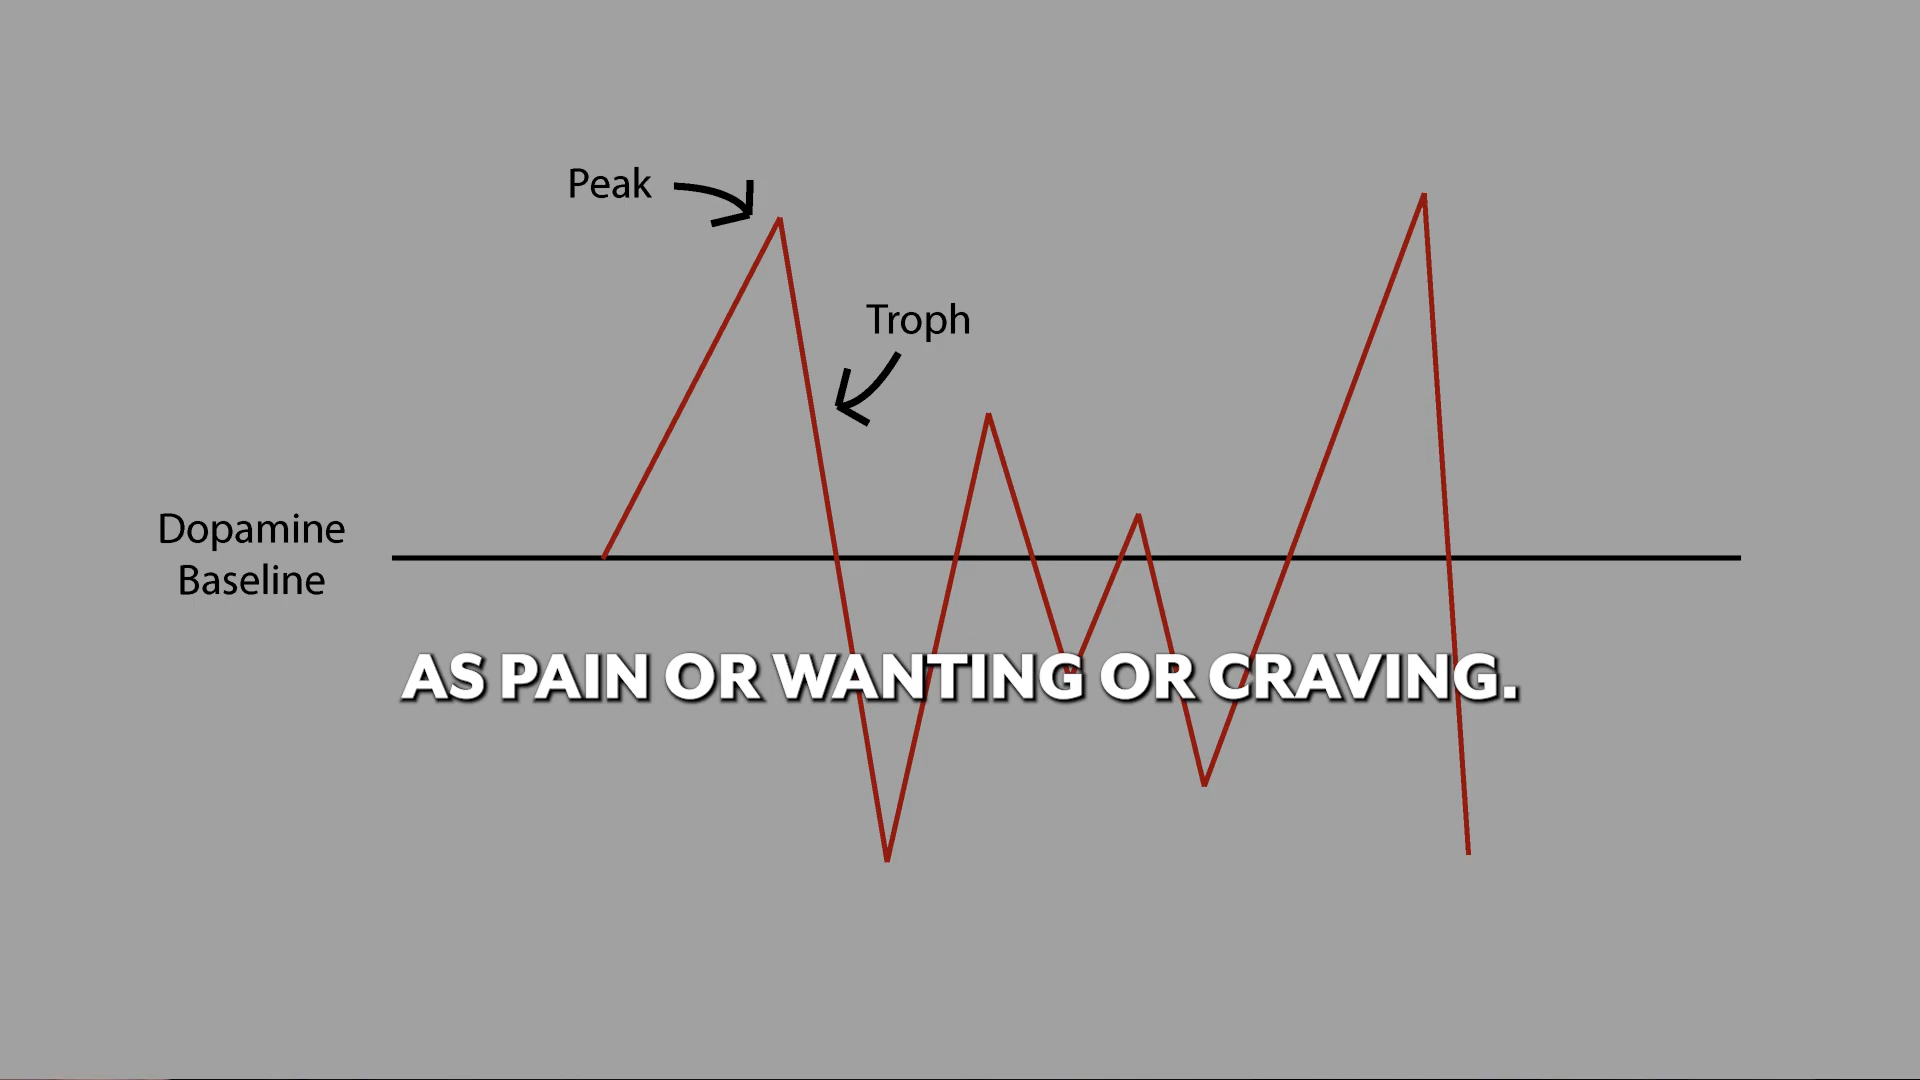 Peak
Troph
Dopamine
Baseline
AS PAIN OR WANTING OR CRAVING.